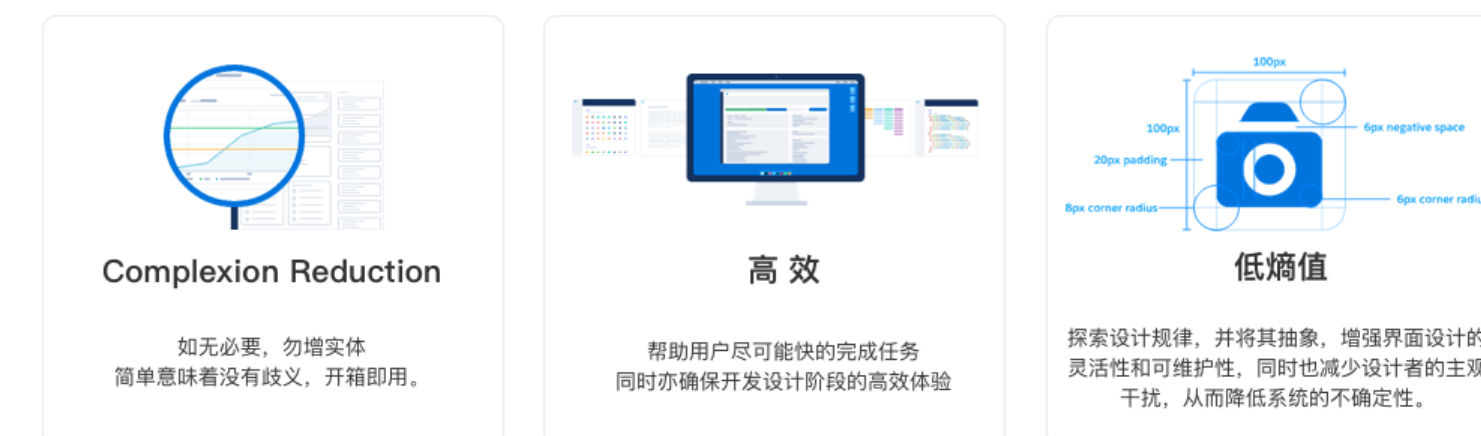 Complexion Reduction
如无必要，勿增实体
简单意味着没有歧义，开箱即用。
高 效
帮助用户尽可能快的完成任务
同时亦确保开发设计阶段的高效体验
100px
100px
6px negative space
20px padding
8px corner radius
6px corner radiu
低熵值
探索设计规律，并将其抽象，增强界面设计的
灵活性和可维护性，同时也减少设计者的主观
干扰，从而降低系统的不确定性。